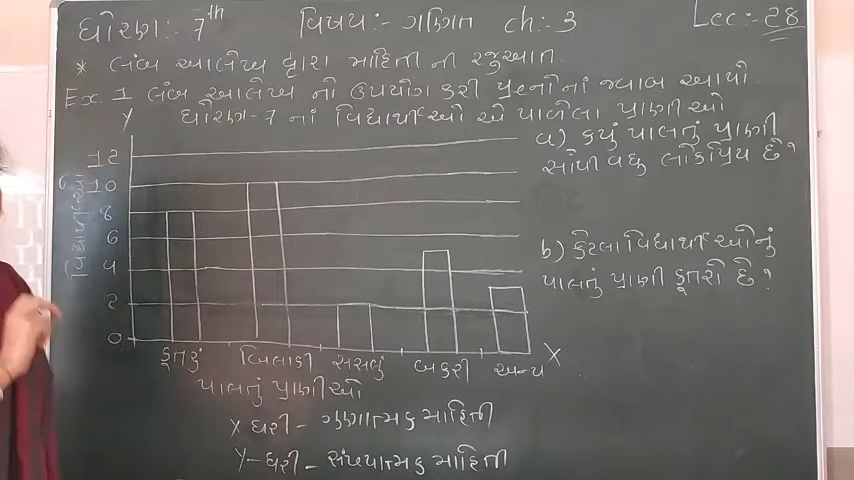 ધોરણ:- 7th વિષય:- ગણિત ch:- 3 Lec:-28
* લંબ આલેખ દ્વારા માહિતી ની રજુઆત.
Ex. 1 લંબ આલેખ નો ઉપયોગ કરી પ્રશ્નોનાં જવાબ આપો.
Y ધોરણ-7 નાં વિદ્યાર્થીઓ એ પાળેલા પ્રાણીઓ
a) કયું પાલતું પ્રાણી
સૌથી વધુ લોકપ્રિય છે?
12
10
8
6
4
2
0
વિદ્યાર્થીઓ
b) કેટલા વિદ્યાર્થીઓનું
પાલતું પ્રાણી કૂતરો છે?
કૂતરું બિલાડી સસલું બકરી અન્ય X
પાલતું પ્રાણીઓ
X ધરી - ગુણાત્મક માહિતી
Y- ધરી - સંખ્યાત્મક માહિતી